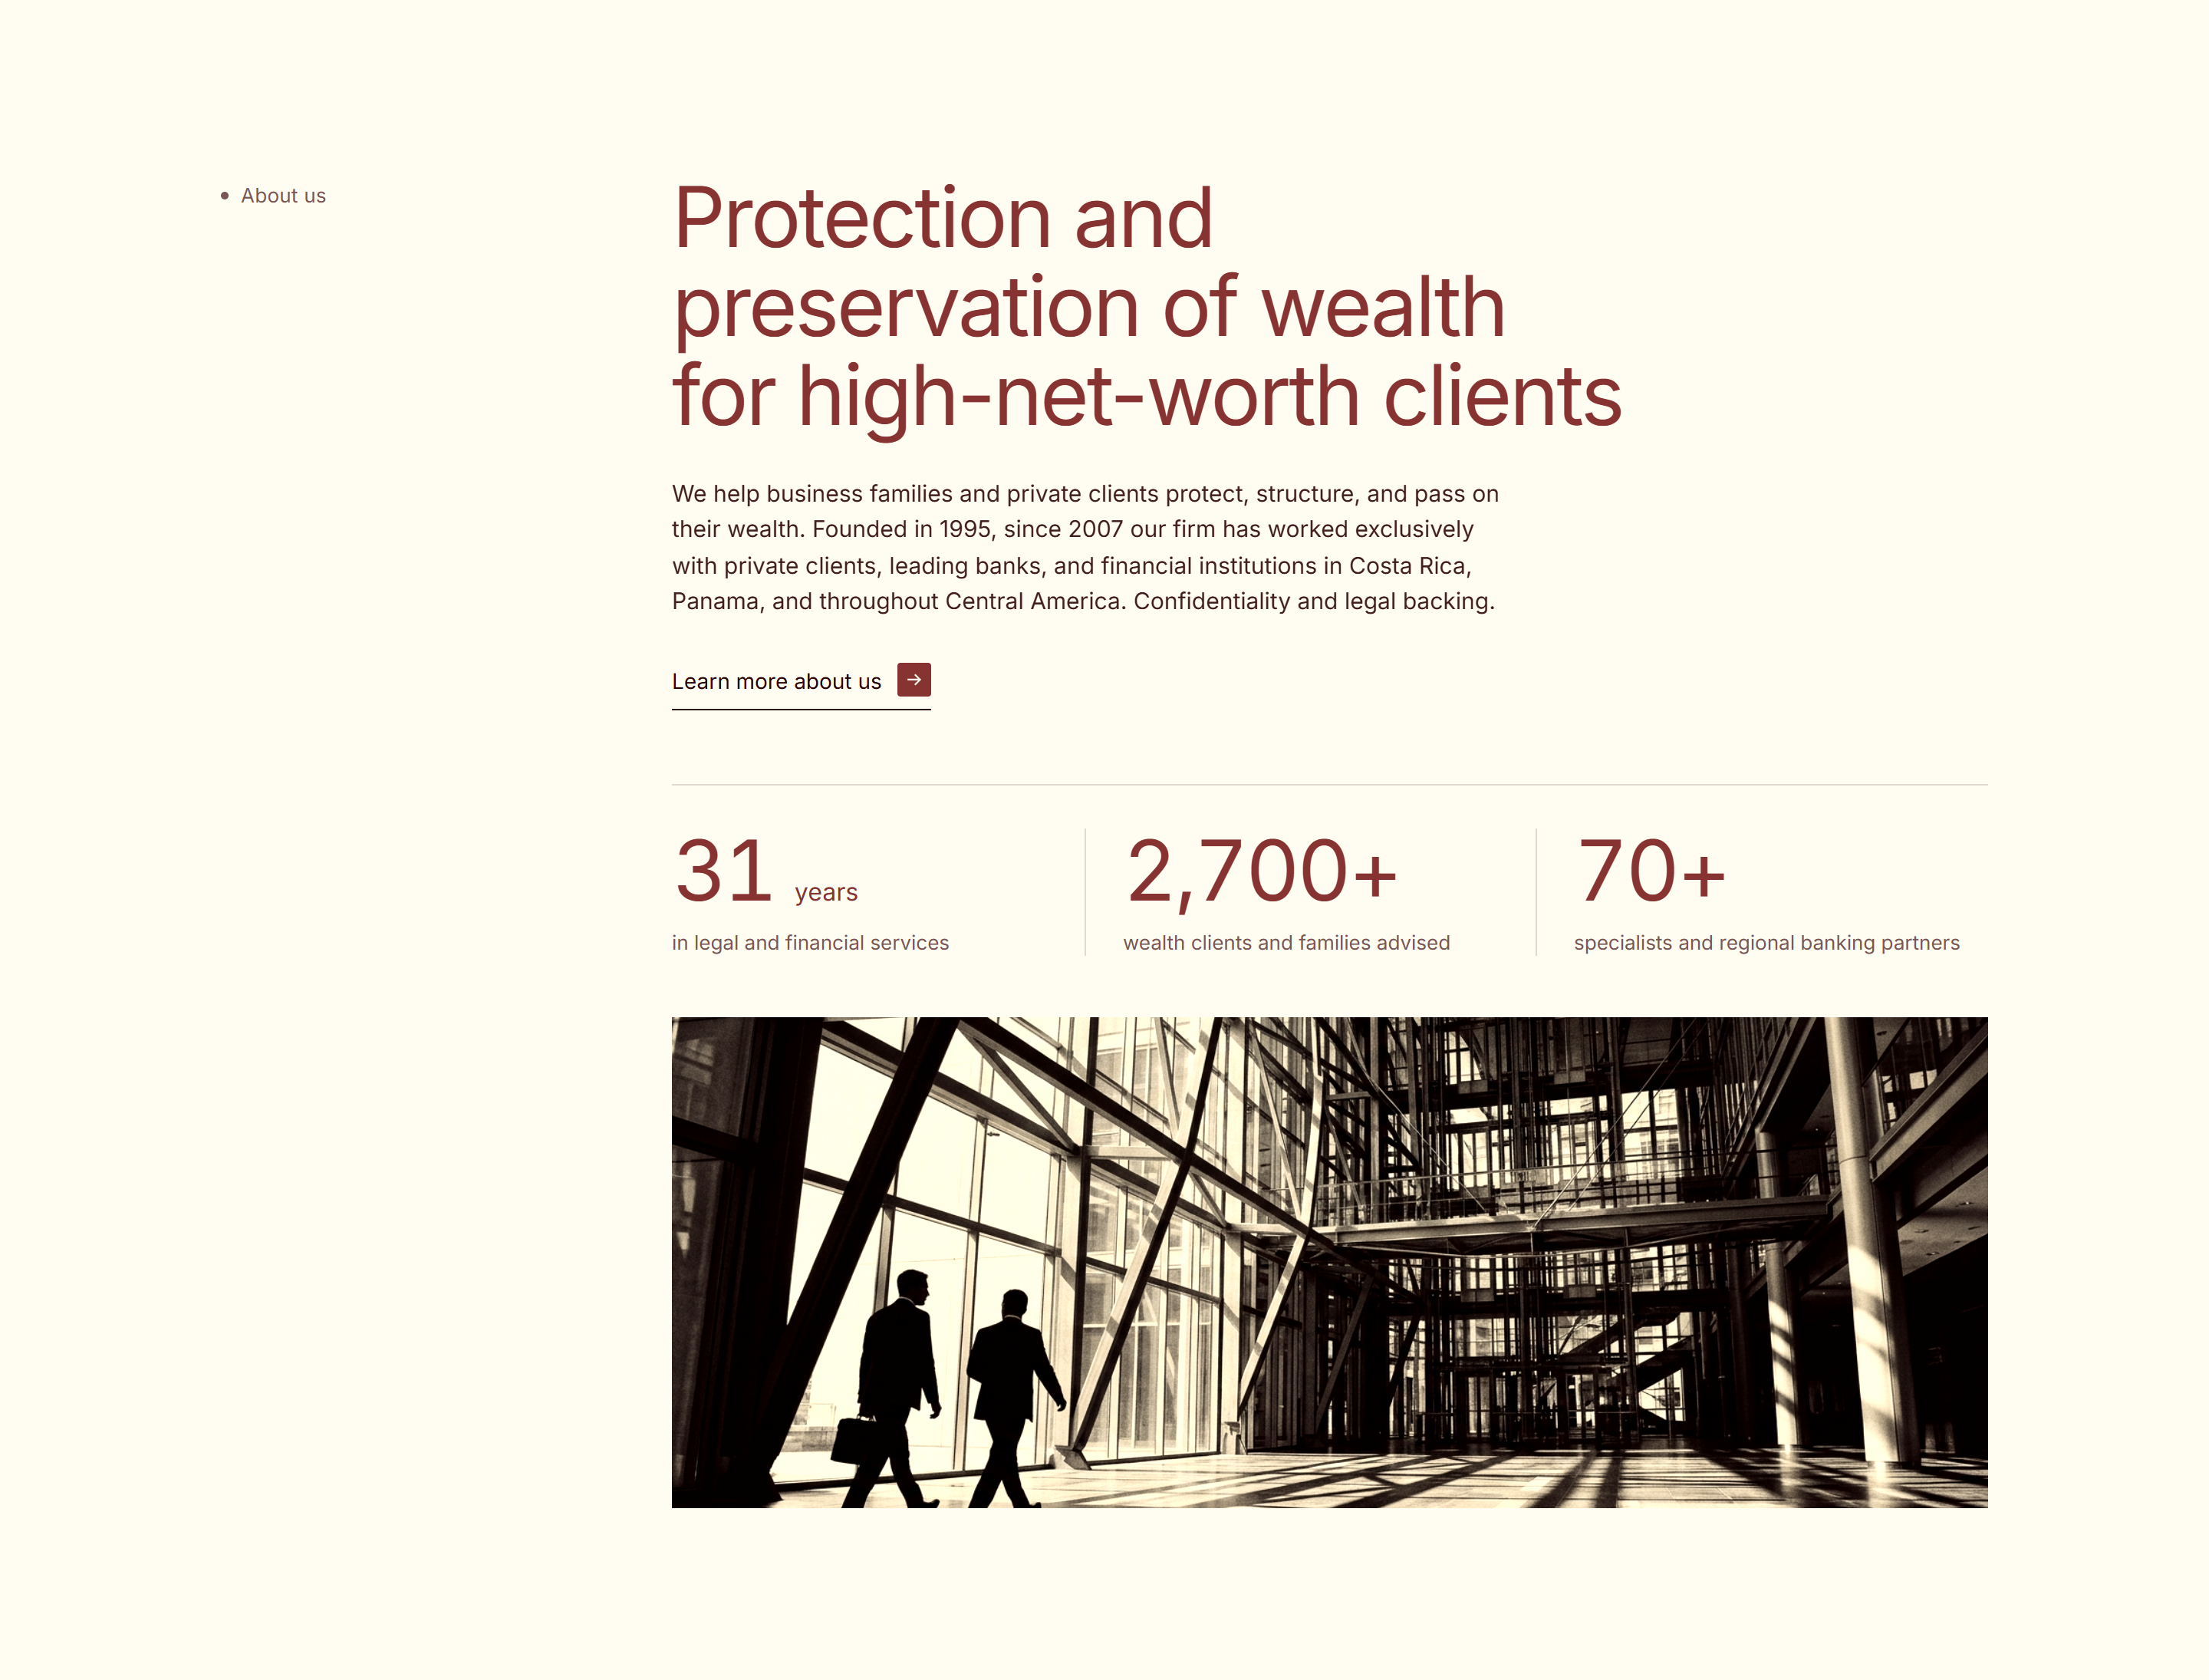 About us
Protection and
preservation of wealth
for high-net-worth clients
We help business families and private clients protect, structure, and pass on
their wealth. Founded in 1995, since 2007 our firm has worked exclusively
with private clients, leading banks, and financial institutions in Costa Rica,
Panama, and throughout Central America. Confidentiality and legal backing.
Learn more about us →
31 years
in legal and financial services
2,700+
wealth clients and families advised
70+
specialists and regional banking partners